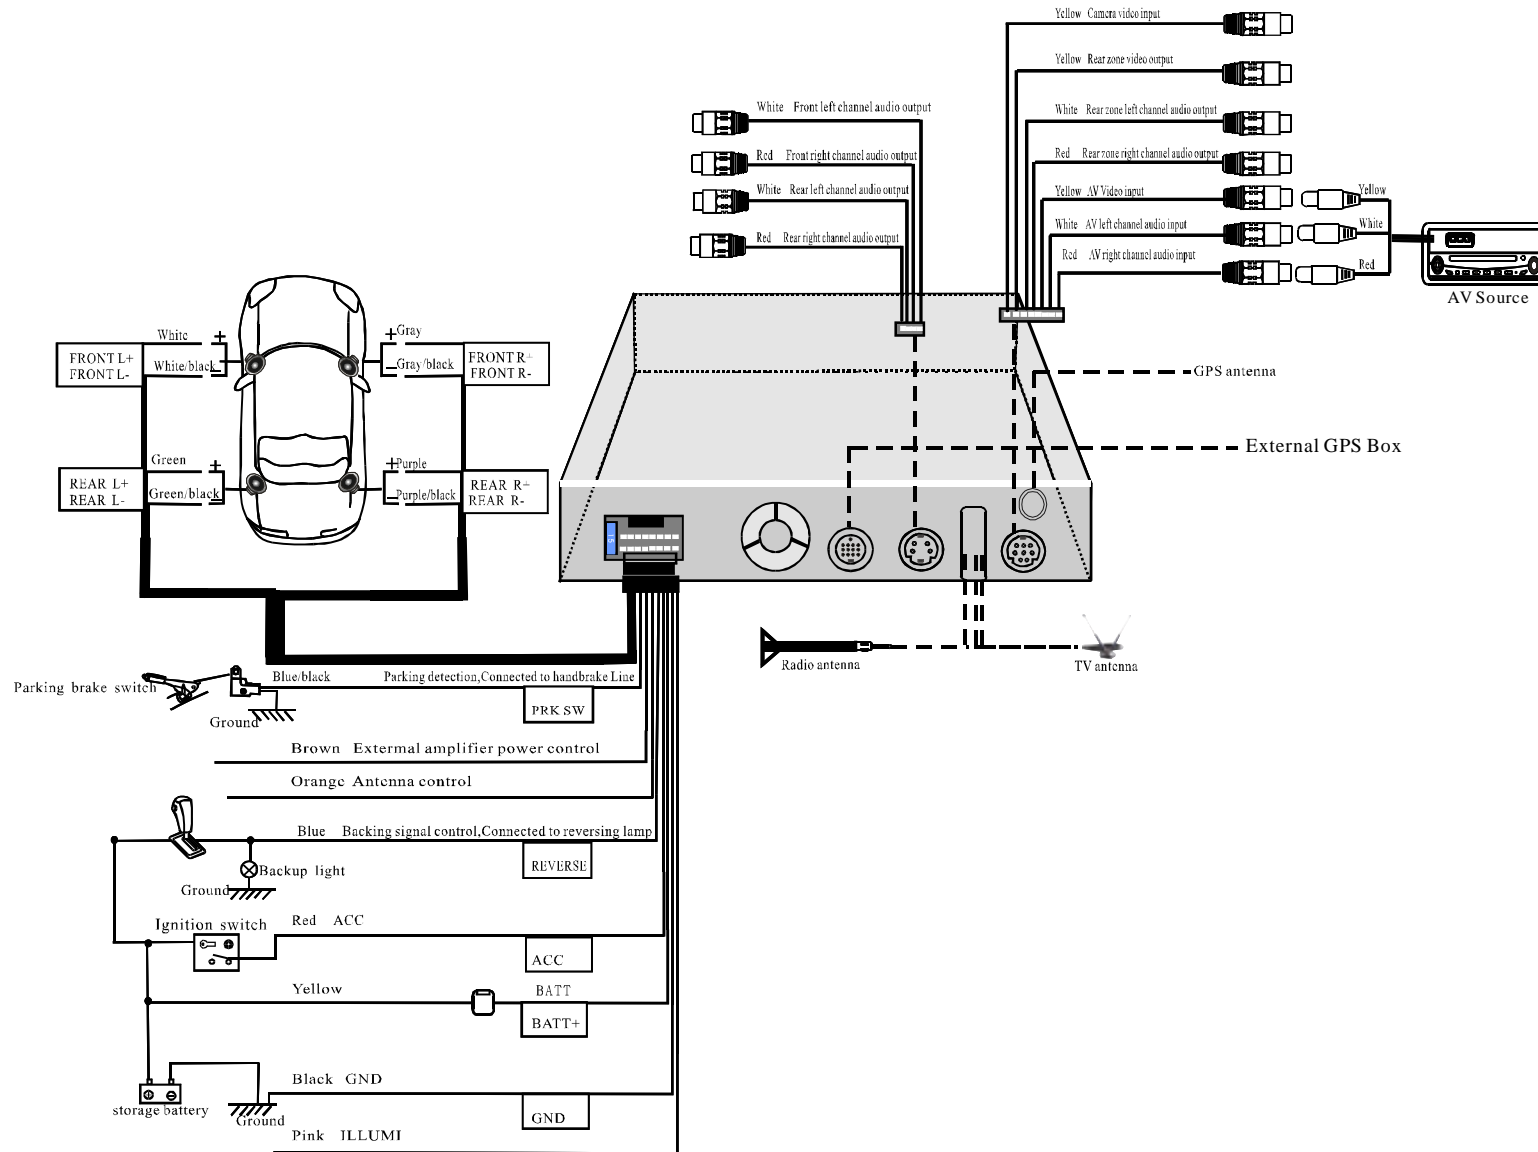 Yellow Camera video input
Yellow Rear zone video output
White Front left channel audio output
White Rear zone left channel audio output
Red Front right channel audio output
Red Rear zone right channel audio output
White Rear left channel audio output
Yellow AV Video input
Yellow
White AV left channel audio input
White
Red Rear right channel audio output
Red AV right channel audio input
Red
AV Source
White
Gray
FRONT L+
FRONT L-
White/black
Gray/black
FRONT R+
FRONT R-
GPS antenna
External GPS Box
Green
Purple
REAR L+
REAR L-
Green/black
Purple/black
REAR R+
REAR R-
15
Radio antenna
TV antenna
Parking brake switch
Blue/black
Parking detection,Connected to handbrake Line
PRK SW
Ground
Brown Extermal amplifier power control
Orange Antenna control
Blue Backing signal control,Connected to reversing lamp
REVERSE
Backup light
Ground
Ignition switch
Red ACC
ACC
Yellow
BATT
BATT+
Black GND
GND
storage battery
Ground
Pink ILLUMI